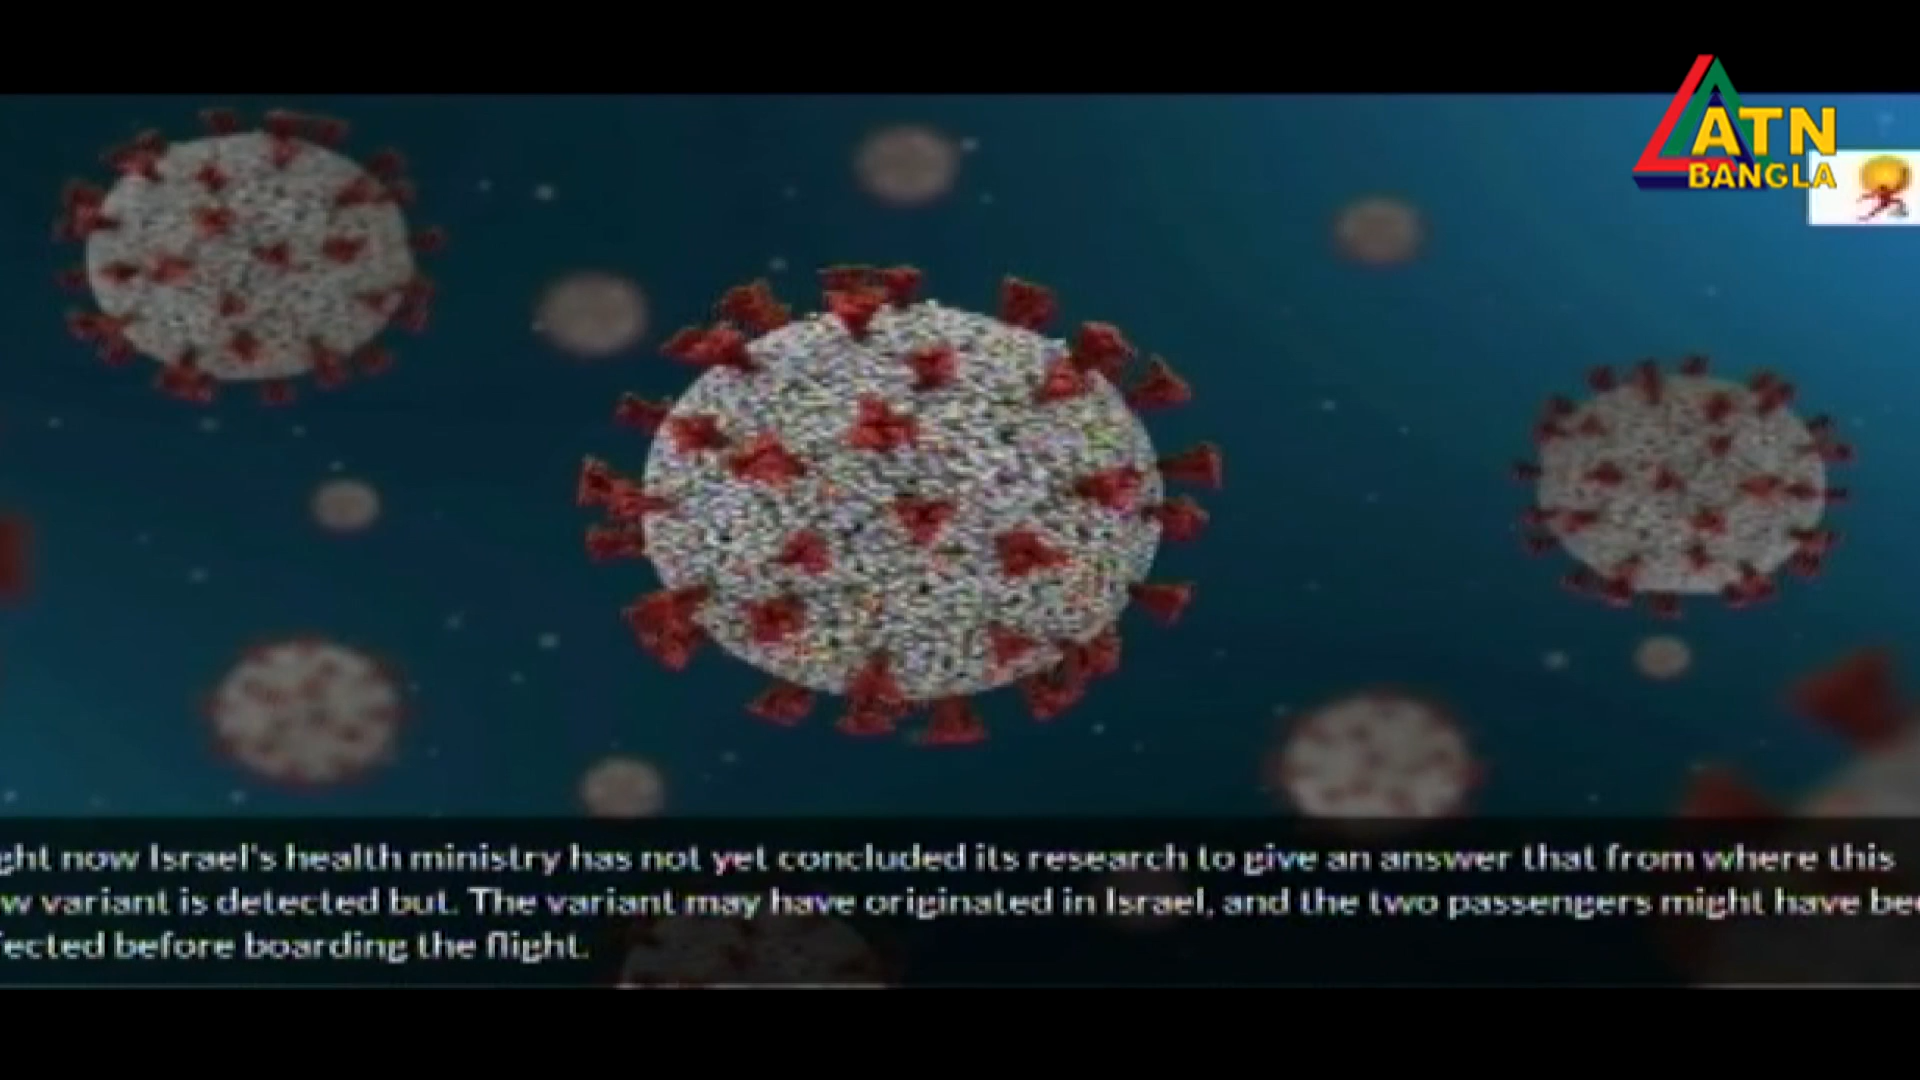 ATN
BANGLA
ght now Israel's health ministry has not yet concluded its research to give an answer that from where this
w variant is detected but. The variant may have originated in Israel, and the two passengers might have bee
fected before boarding the flight.